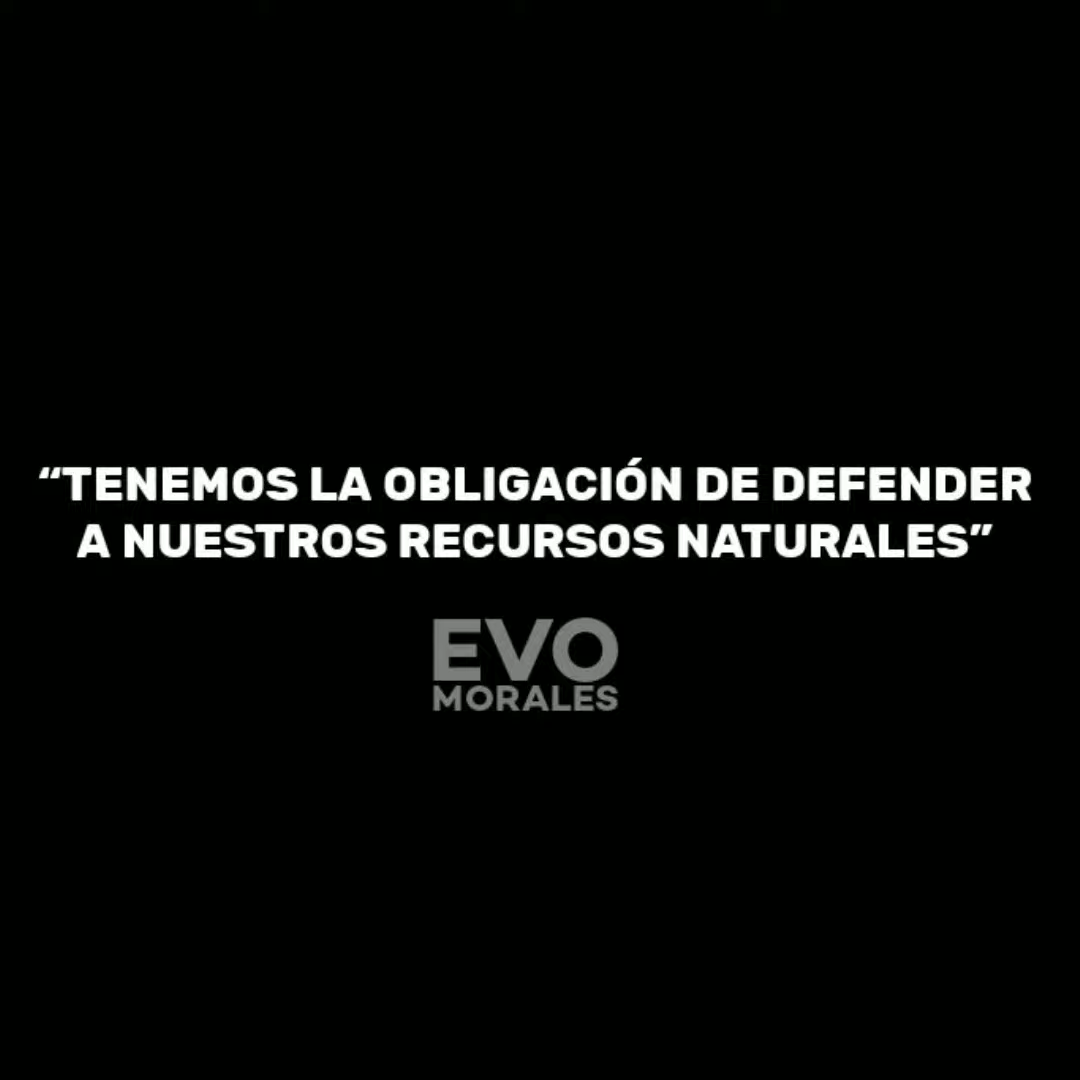 “TENEMOS LA OBLIGACIÓN DE DEFENDER
A NUESTROS RECURSOS NATURALES”
EVO
MORALES